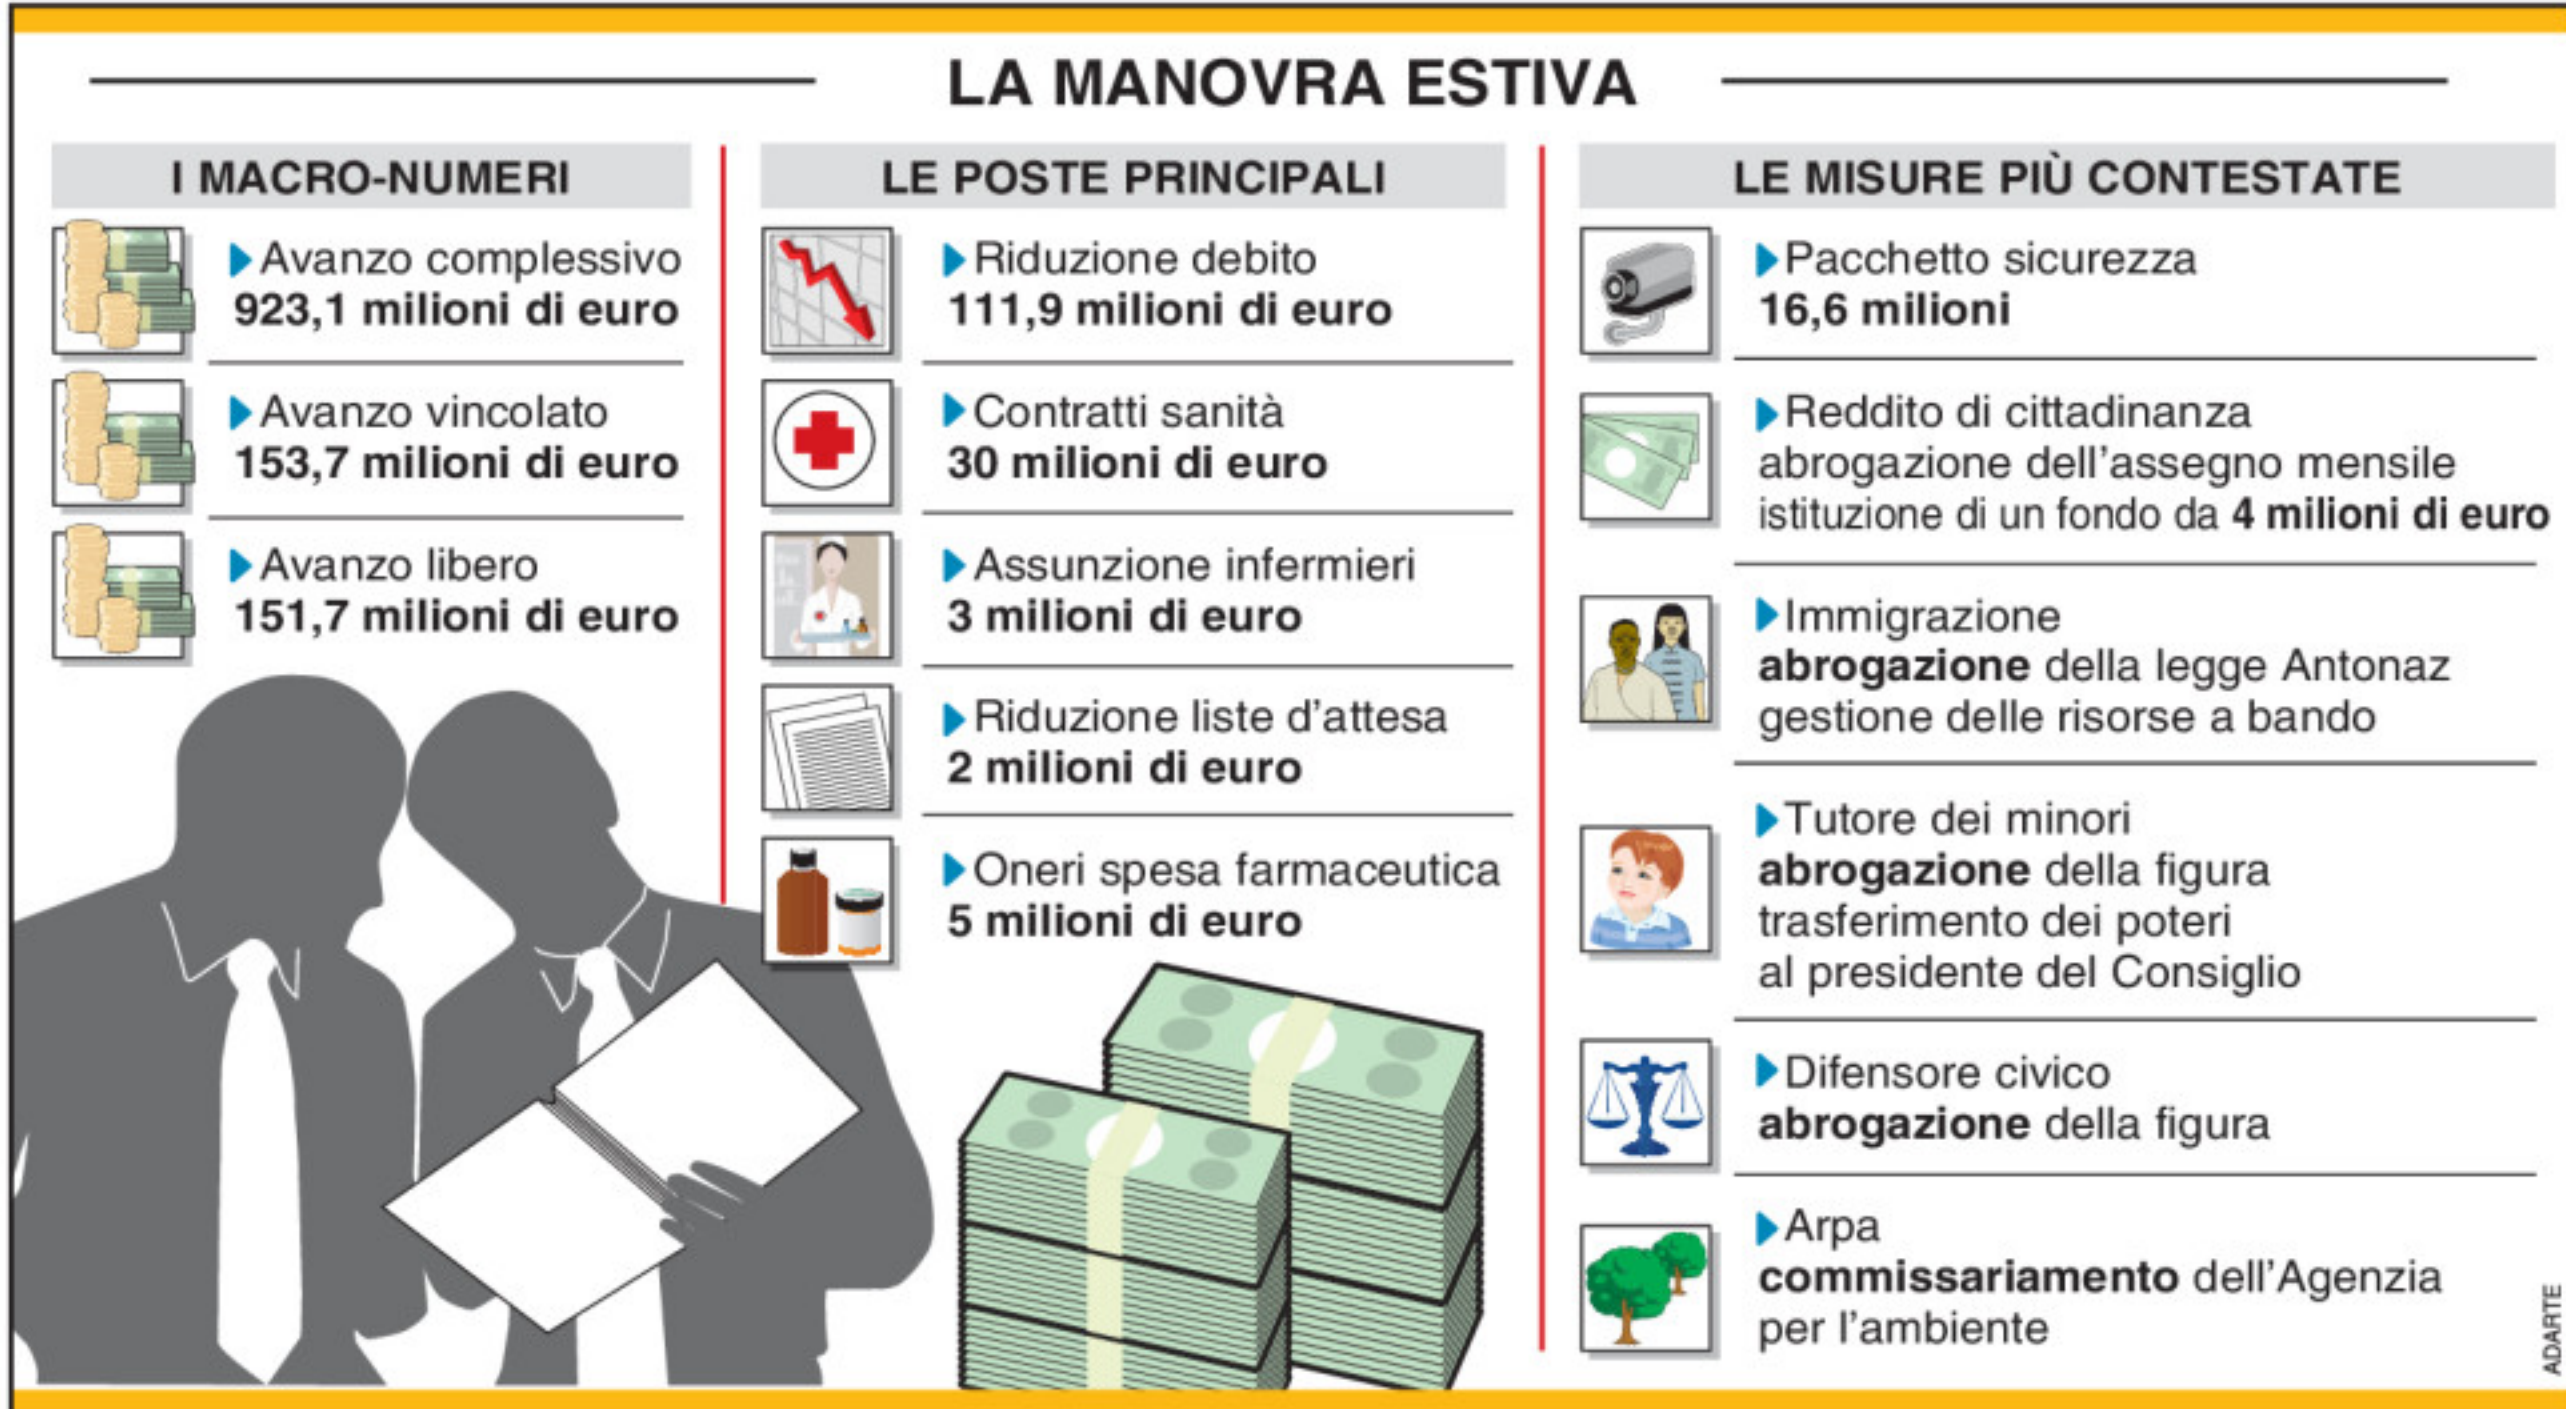 LA MANOVRA ESTIVA
I MACRO-NUMERI
Avanzo complessivo
923,1 milioni di euro
Avanzo vincolato
153,7 milioni di euro
Avanzo libero
151,7 milioni di euro
LE POSTE PRINCIPALI
Riduzione debito
111,9 milioni di euro
Contratti sanità
30 milioni di euro
Assunzione infermieri
3 milioni di euro
Riduzione liste d'attesa
2 milioni di euro
Oneri spesa farmaceutica
5 milioni di euro
LE MISURE PIÙ CONTESTATE
Pacchetto sicurezza
16,6 milioni
Reddito di cittadinanza
abrogazione dell'assegno mensile
istituzione di un fondo da 4 milioni di euro
Immigrazione
abrogazione della legge Antonaz
gestione delle risorse a bando
Tutore dei minori
abrogazione della figura
trasferimento dei poteri
al presidente del Consiglio
Difensore civico
abrogazione della figura
Arpa
commissariamento dell'Agenzia
per l'ambiente
ADARTE